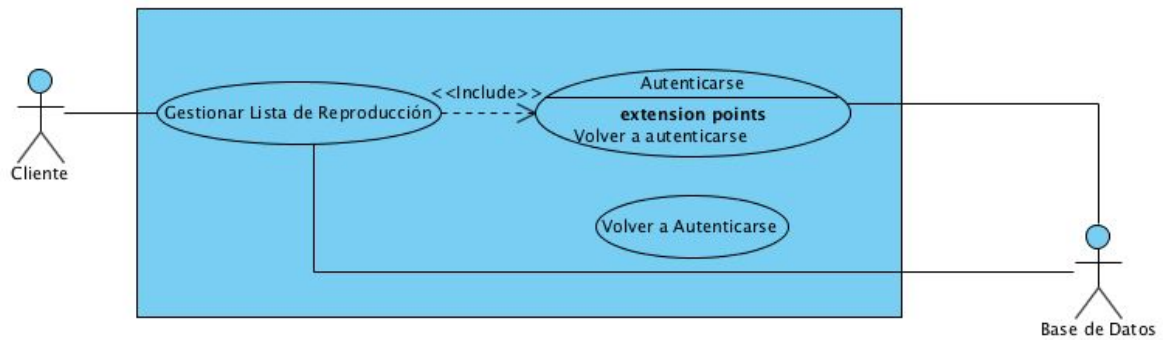 Cliente
Gestionar Lista de Reproducción
<<Include>>
Autenticarse
extension points
Volver a autenticarse
Volver a Autenticarse
Base de Datos